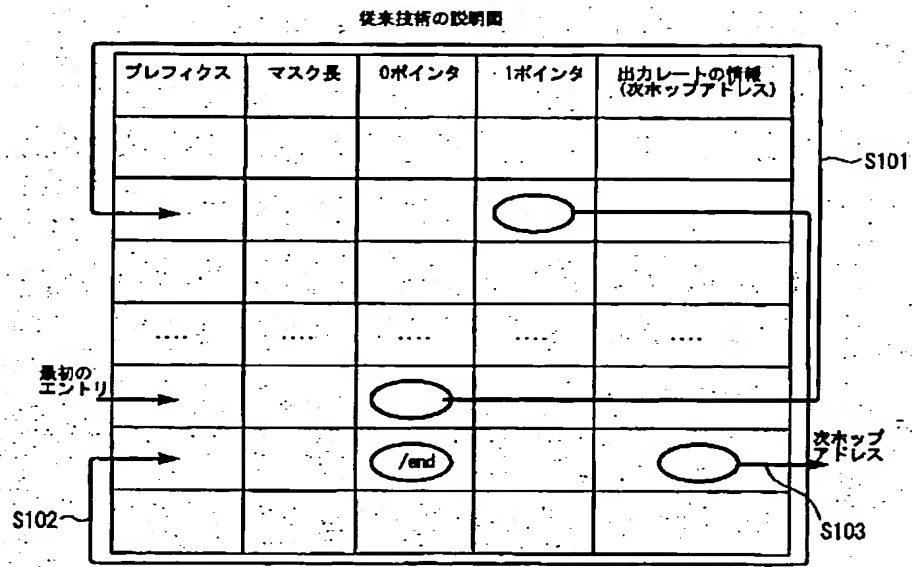 従来技術の説明図
プレフィクス マスク長 0ポインタ 1ポインタ 出力レートの情報
(次ホップアドレス)
S101
..... .... .... .... ....
最初の
エントリ
/end
次ホップ
アドレス
S102
S103